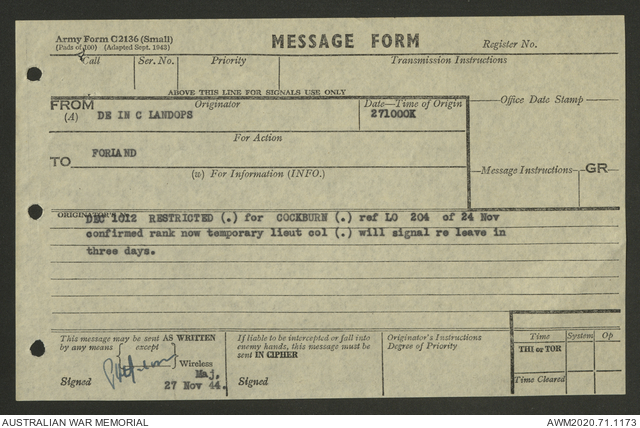 Army Form C2136 (Small)
(Pads of 100) (Adapted Sept. 1943)
MESSAGE FORM
Register No.
Call Ser. No. Priority Transmission Instructions
ABOVE THIS LINE FOR SIGNALS USE ONLY
FROM Originator Date—Time of Origin Office Date Stamp
(A) DE IN C LANDOPS 271000K
For Action
TO FORLAND
(w) For Information (INFO.) Message Instructions GR
DEC 1012 RESTRICTED (.) for COCKBURN (.) ref LO 204 of 24 Nov
confirmed rank now temporary lieut col (.) will signal re leave in
three days.
This message may be sent AS WRITTEN
by any means except
Wireless
Signed Maj.
27 Nov 44.
If liable to be intercepted or fall into
enemy hands, this message must be
sent IN CIPHER
Signed
Originator's Instructions
Degree of Priority
Time System Op
THI or TOR
Time Cleared
AUSTRALIAN WAR MEMORIAL AWM2020.71.1173